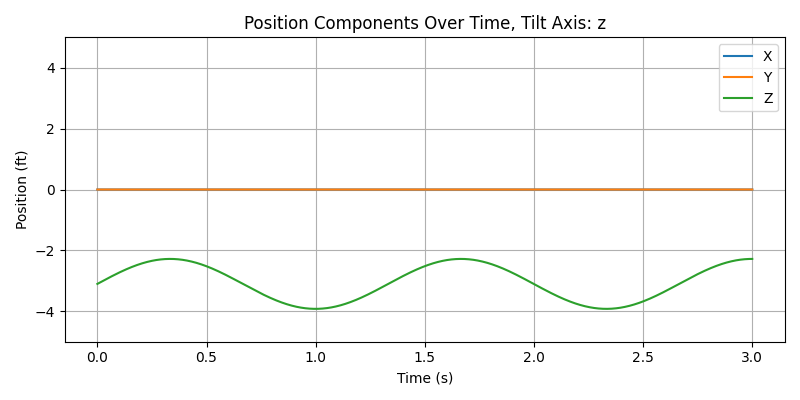 Position Components Over Time, Tilt Axis: z
X
Y
Z
Position (ft)
4
2
0
−2
−4
0.0 0.5 1.0 1.5 2.0 2.5 3.0
Time (s)